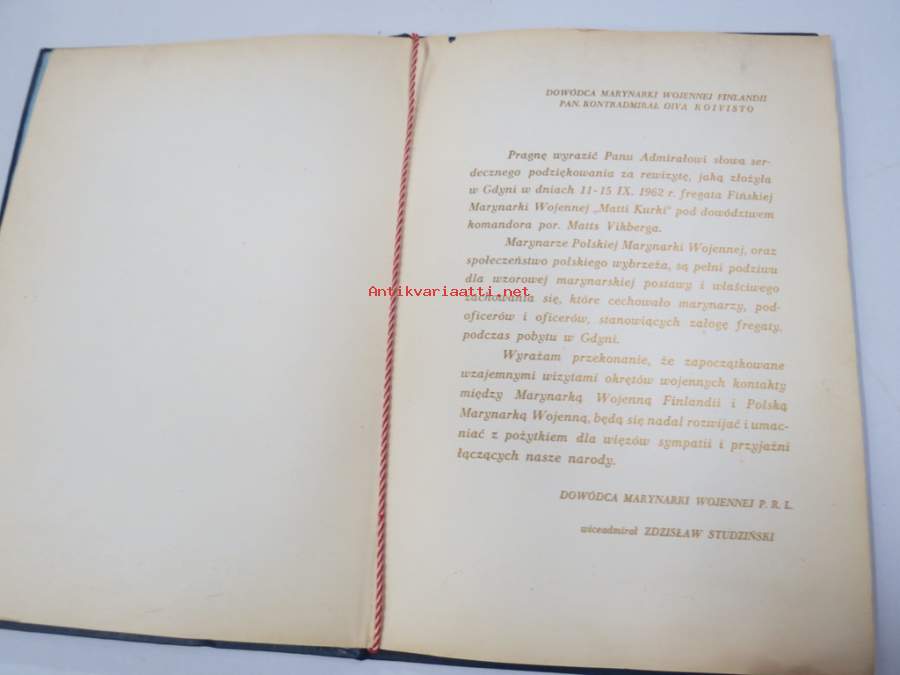 DOWÓDCA MARYNARKI WOJENNEJ FINLANDII
PAN. KONTRADMIRAŁ OIVA KOIVISTO
Pragnę wyrazić Panu Admirałowi słowa ser-
decznego podziękowania za rewizytę, jaką złożyła
w Gdyni w dniach 11-15 IX. 1962 r. fregata Fińskiej
Marynarki Wojennej „Matti Kurki" pod dowództwem
komandora por. Matts Vikberga.
Marynarze Polskiej Marynarki Wojennej, oraz
społeczeństwo polskiego wybrzeża, są pełni podziwu
dla wzorowej marynarskiej postawy i właściwego
Antikvariaatti.net
zachowania się, które cechowało marynarzy, pod-
oficerów i oficerów, stanowiących załogę fregaty,
podczas pobytu w Gdyni.
Wyrażam przekonanie, że zapoczątkowane
wzajemnymi wizytami okrętów wojennych kontakty
między Marynarką Wojenną Finlandii i Polską
Marynarką Wojenną, będą się nadal rozwijać i umac-
niać z pożytkiem dla więzów sympatii i przyjaźni
łączących nasze narody.
DOWÓDCA MARYNARKI WOJENNEJ P. R. L.
wiceadmirał ZDZISŁAW STUDZIŃSKI